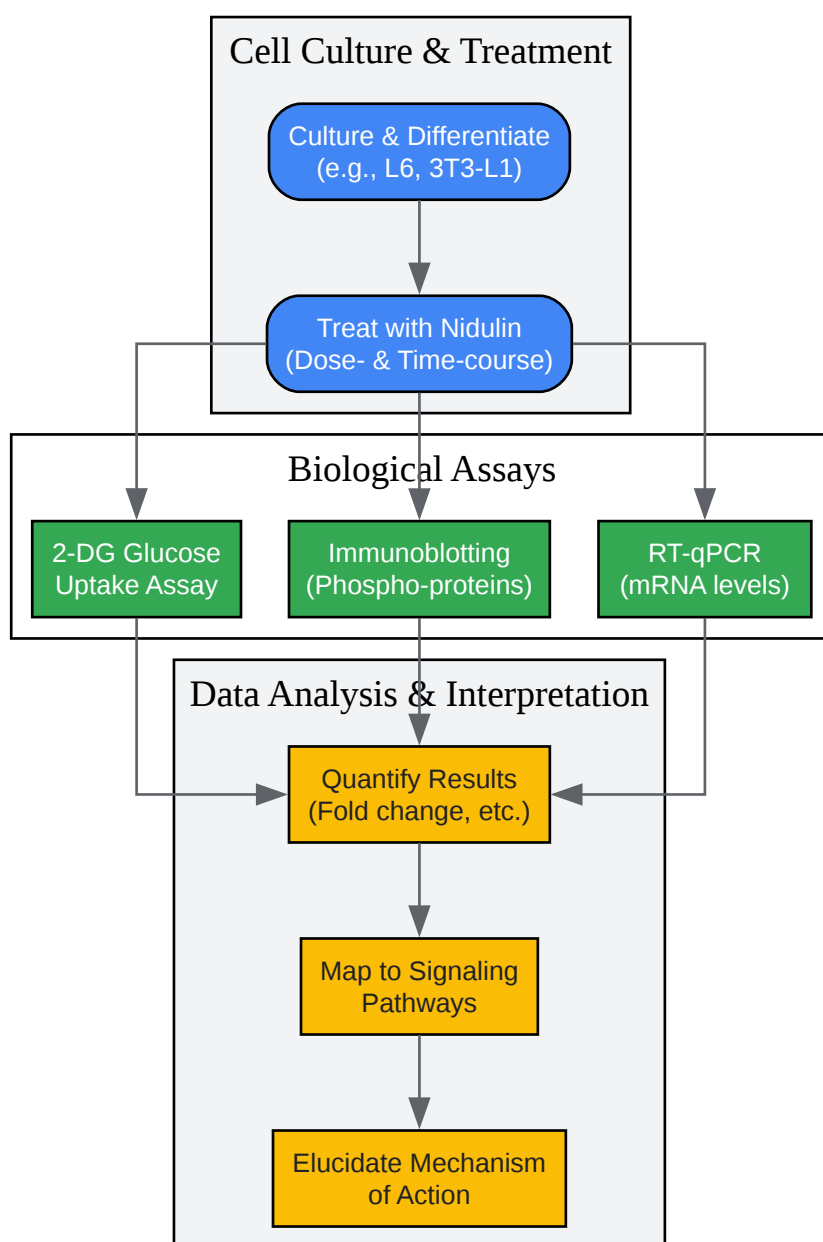 Cell Culture & Treatment
Culture & Differentiate
(e.g., L6, 3T3-L1)
Treat with Nidulin
(Dose- & Time-course)
Biological Assays
2-DG Glucose
Uptake Assay
Immunoblotting
(Phospho-proteins)
RT-qPCR
(mRNA levels)
Data Analysis & Interpretation
Quantify Results
(Fold change, etc.)
Map to Signaling
Pathways
Elucidate Mechanism
of Action